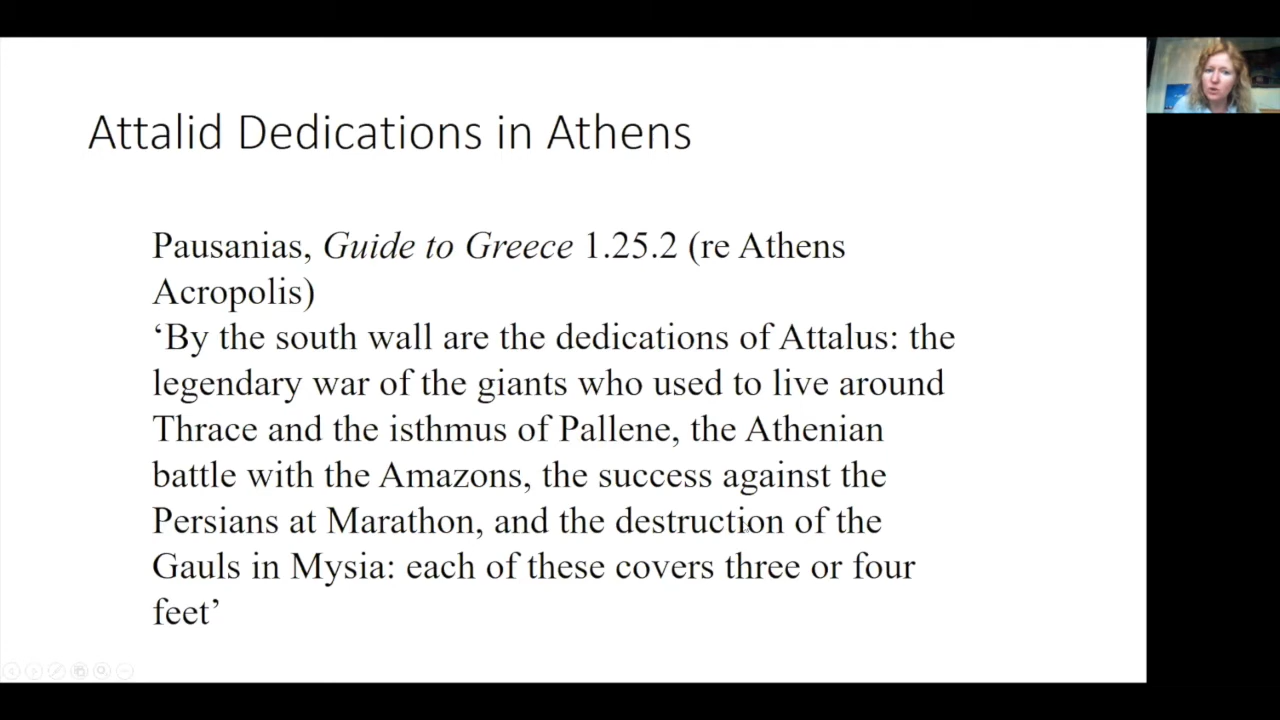 Attalid Dedications in Athens
Pausanias, Guide to Greece 1.25.2 (re Athens
Acropolis)
‘By the south wall are the dedications of Attalus: the
legendary war of the giants who used to live around
Thrace and the isthmus of Pallene, the Athenian
battle with the Amazons, the success against the
Persians at Marathon, and the destruction of the
Gauls in Mysia: each of these covers three or four
feet’